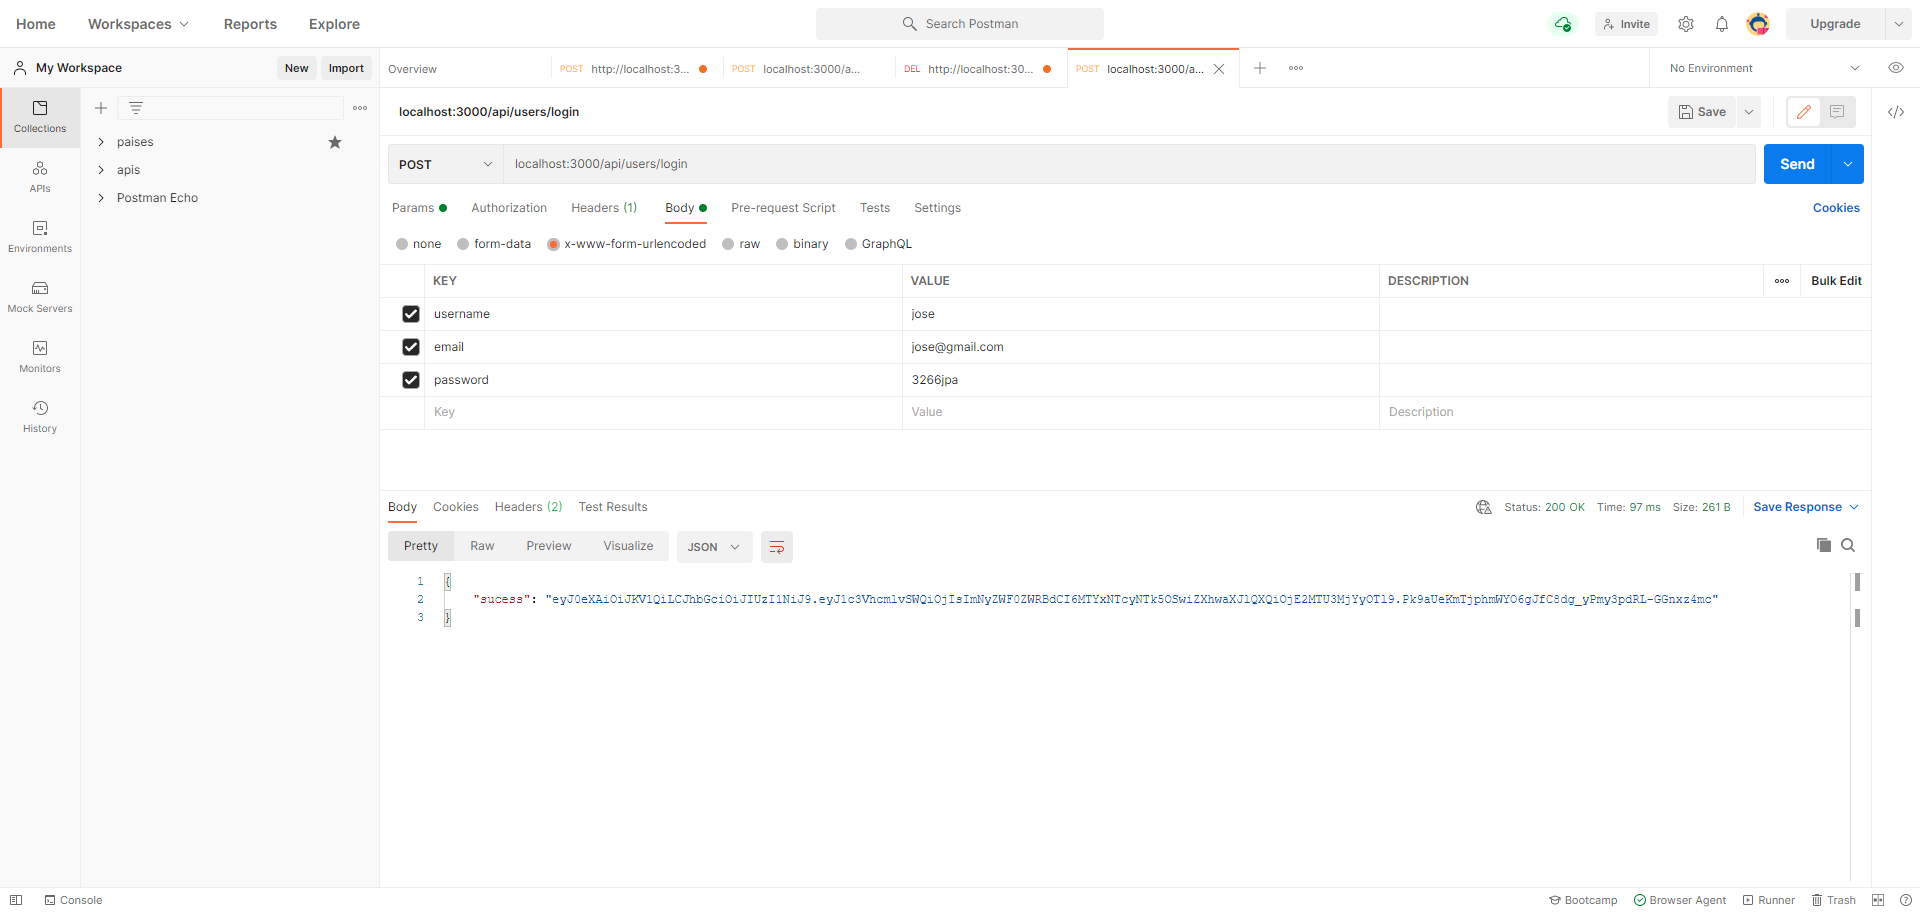 Home Workspaces Reports Explore Search Postman Invite Upgrade
My Workspace New Import Overview POST http://localhost:3... POST localhost:3000/a... DEL http://localhost:30... POST localhost:3000/a... No Environment
Collections
APIs
Environments
Mock Servers
Monitors
History
paises
apis
Postman Echo
localhost:3000/api/users/login Save
POST localhost:3000/api/users/login Send
Params Authorization Headers (1) Body Pre-request Script Tests Settings Cookies
none form-data x-www-form-urlencoded raw binary GraphQL
KEY VALUE DESCRIPTION Bulk Edit
username jose
email jose@gmail.com
password 3266jpa
Key Value Description
Body Cookies Headers (2) Test Results Status: 200 OK Time: 97 ms Size: 261 B Save Response
Pretty Raw Preview Visualize JSON
1 {
2 "sucess":
3 }
Console Bootcamp Browser Agent Runner Trash